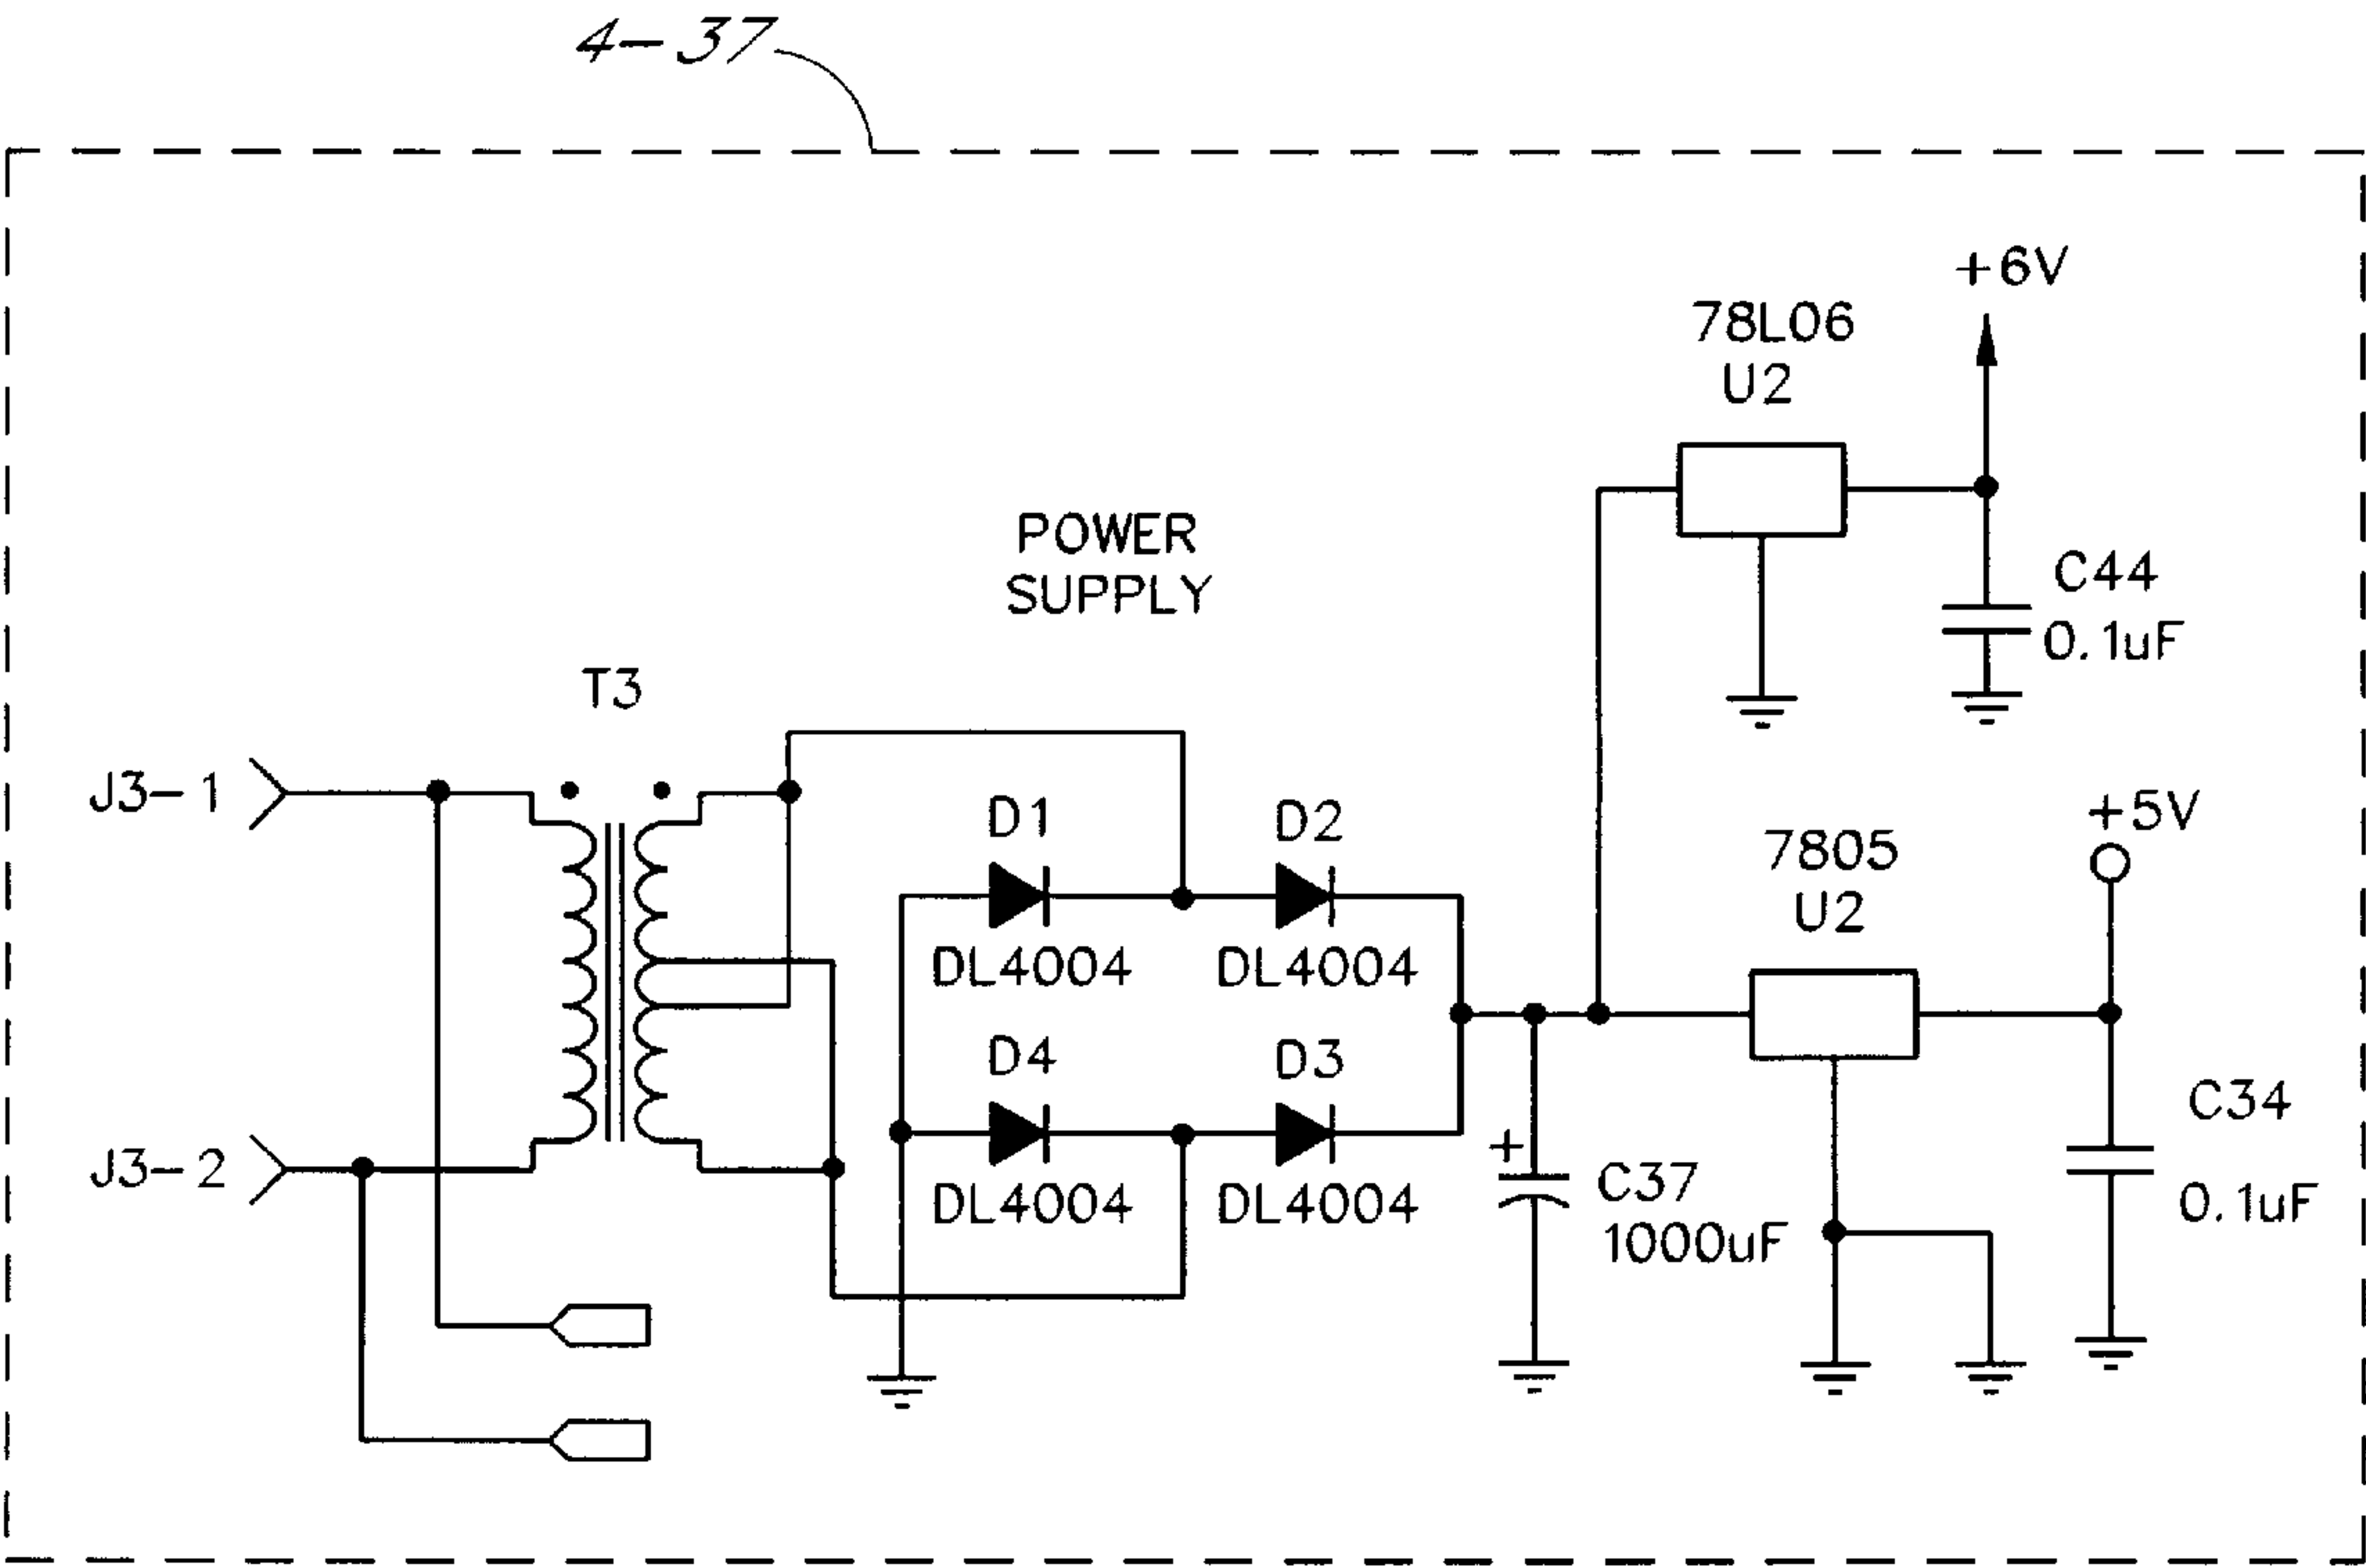 4-37
+6V
78L06
U2
POWER
SUPPLY
C44
0.1uF
T3
J3-1
D1
D2
+5V
7805
U2
DL4004
DL4004
D4
D3
C34
J3-2
+
C37
0.1uF
DL4004
DL4004
1000uF